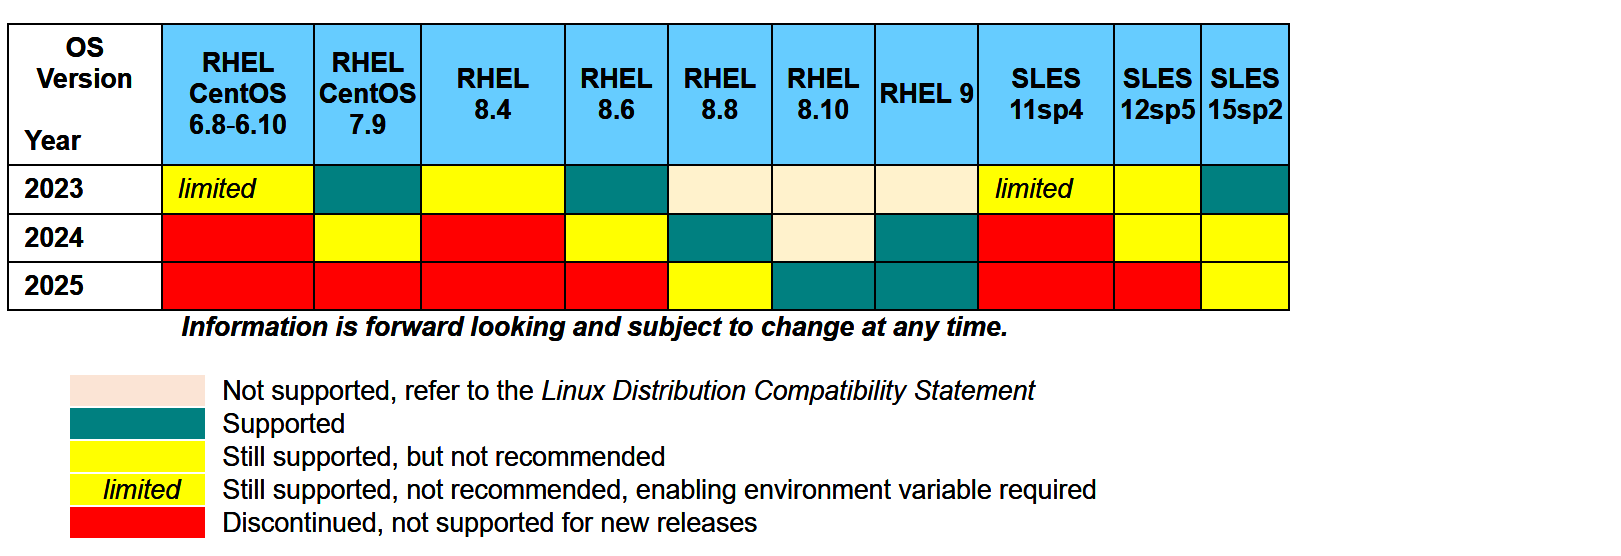 OS
Version
Year
RHEL
CentOS
6.8-6.10
RHEL
CentOS
7.9
RHEL
8.4
RHEL
8.6
RHEL
8.8
RHEL
8.10
RHEL 9
SLES
11sp4
SLES
12sp5
SLES
15sp2
2023
limited
limited
2024
2025
Information is forward looking and subject to change at any time.
Not supported, refer to the Linux Distribution Compatibility Statement
Supported
Still supported, but not recommended
limited Still supported, not recommended, enabling environment variable required
Discontinued, not supported for new releases